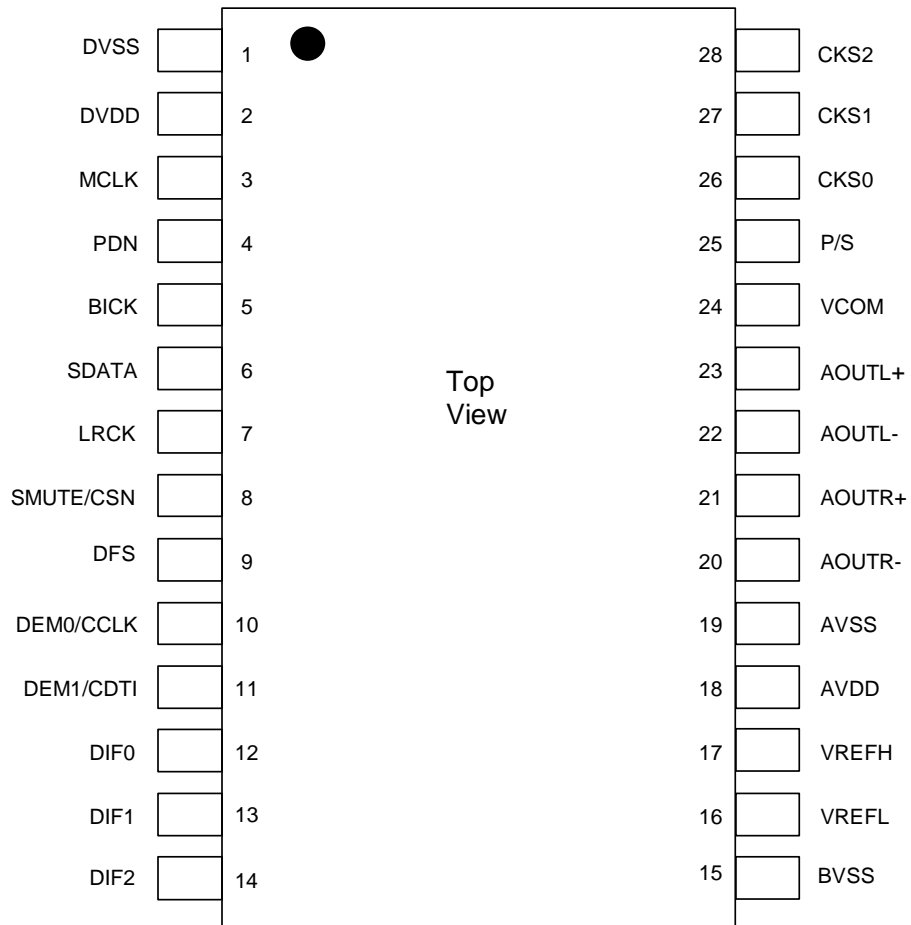 DVSS 1 28 CKS2
DVDD 2 27 CKS1
MCLK 3 26 CKS0
PDN 4 25 P/S
BICK 5 24 VCOM
SDATA 6 23 AOUTL+
Top
View
LRCK 7 22 AOUTL-
SMUTE/CSN 8 21 AOUTR+
DFS 9 20 AOUTR-
DEM0/CCLK 10 19 AVSS
DEM1/CDTI 11 18 AVDD
DIF0 12 17 VREFH
DIF1 13 16 VREFL
DIF2 14 15 BVSS